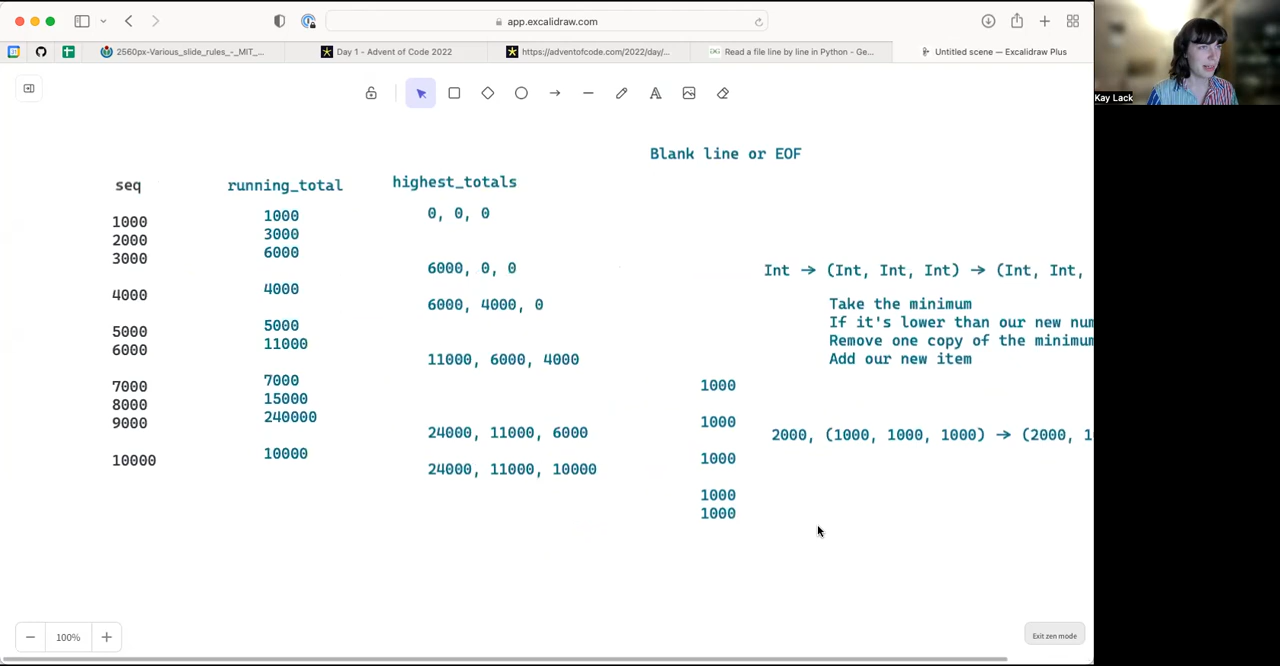 app.excalidraw.com
2560px-Various_slide_rules_-_MIT_...
Day 1 - Advent of Code 2022
https://adventofcode.com/2022/day/...
Read a file line by line in Python - Ge...
Untitled scene — Excalidraw Plus
Kay Lack
Blank line or EOF
seq
running_total
highest_totals
1000
2000
3000
4000
5000
6000
7000
8000
9000
10000
1000
3000
6000
4000
5000
11000
7000
15000
240000
10000
0, 0, 0
6000, 0, 0
6000, 4000, 0
11000, 6000, 4000
24000, 11000, 6000
24000, 11000, 10000
Int → (Int, Int, Int) → (Int, Int,
Take the minimum
If it's lower than our new num
Remove one copy of the minimum
Add our new item
1000
1000
1000
1000
1000
2000, (1000, 1000, 1000) → (2000, 1
100%
Exit zen mode